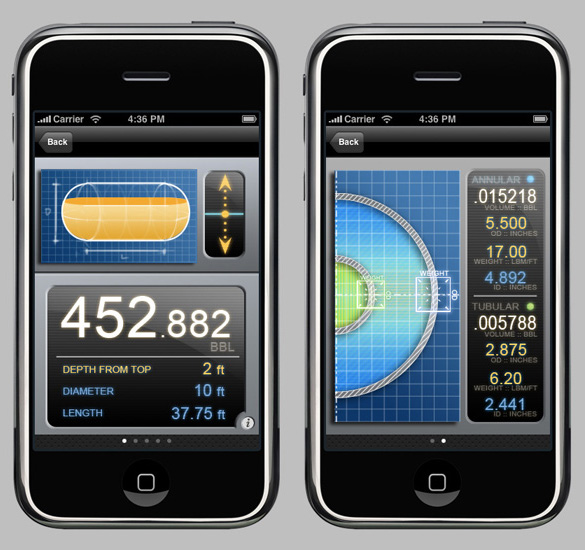 Carrier 4:36 PM
Back
D
L
452.882
BBL
DEPTH FROM TOP 2 ft
DIAMETER 10 ft
LENGTH 37.75 ft
i
Carrier 4:36 PM
Back
WEIGHT
ANNULAR
.015218
VOLUME :: BBL
5.500
OD :: INCHES
17.00
WEIGHT :: LBM/FT
4.892
ID :: INCHES
TUBULAR
.005788
VOLUME :: BBL
2.875
OD :: INCHES
6.20
WEIGHT :: LBM/FT
2.441
ID :: INCHES